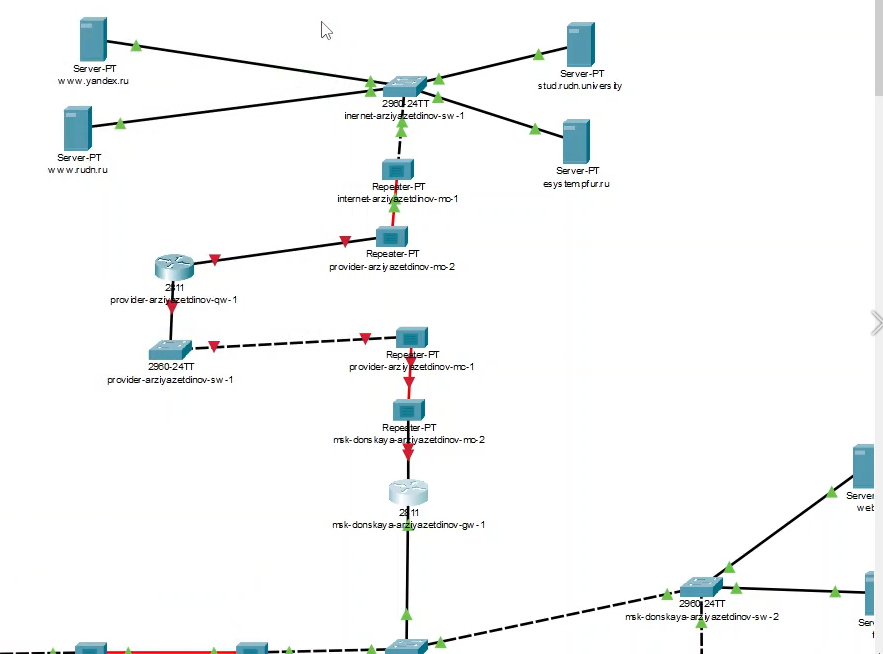 Server-PT
www.yandex.ru
Server-PT
stud.rudn.university
2960-24TT
inernet-arziyazetdinov-sw-1
Server-PT
www.rudn.ru
Server-PT
esystem.pfur.ru
Repeater-PT
internet-arziyazetdinov-mc-1
Repeater-PT
provider-arziyazetdinov-mc-2
2811
provider-arziyazetdinov-gw-1
Repeater-PT
provider-arziyazetdinov-mc-1
2960-24TT
provider-arziyazetdinov-sw-1
Repeater-PT
msk-donskaya-arziyazetdinov-mc-2
Server
web
2811
msk-donskaya-arziyazetdinov-gw-1
2960-24TT
msk-donskaya-arziyazetdinov-sw-2
Serv